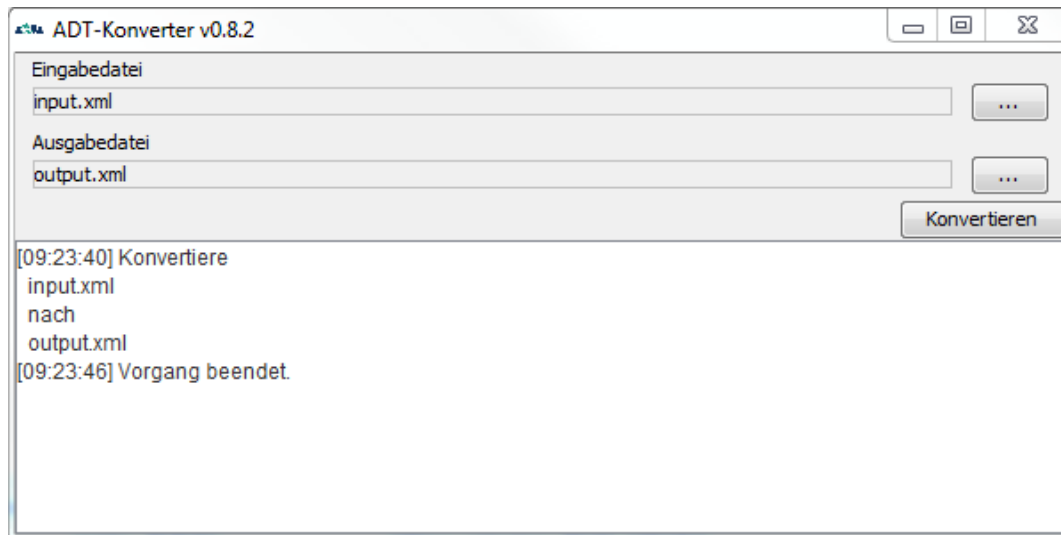 ADT-Konverter v0.8.2
Eingabedatei
input.xml
...
Ausgabedatei
output.xml
...
Konvertieren
[09:23:40] Konvertiere
input.xml
nach
output.xml
[09:23:46] Vorgang beendet.